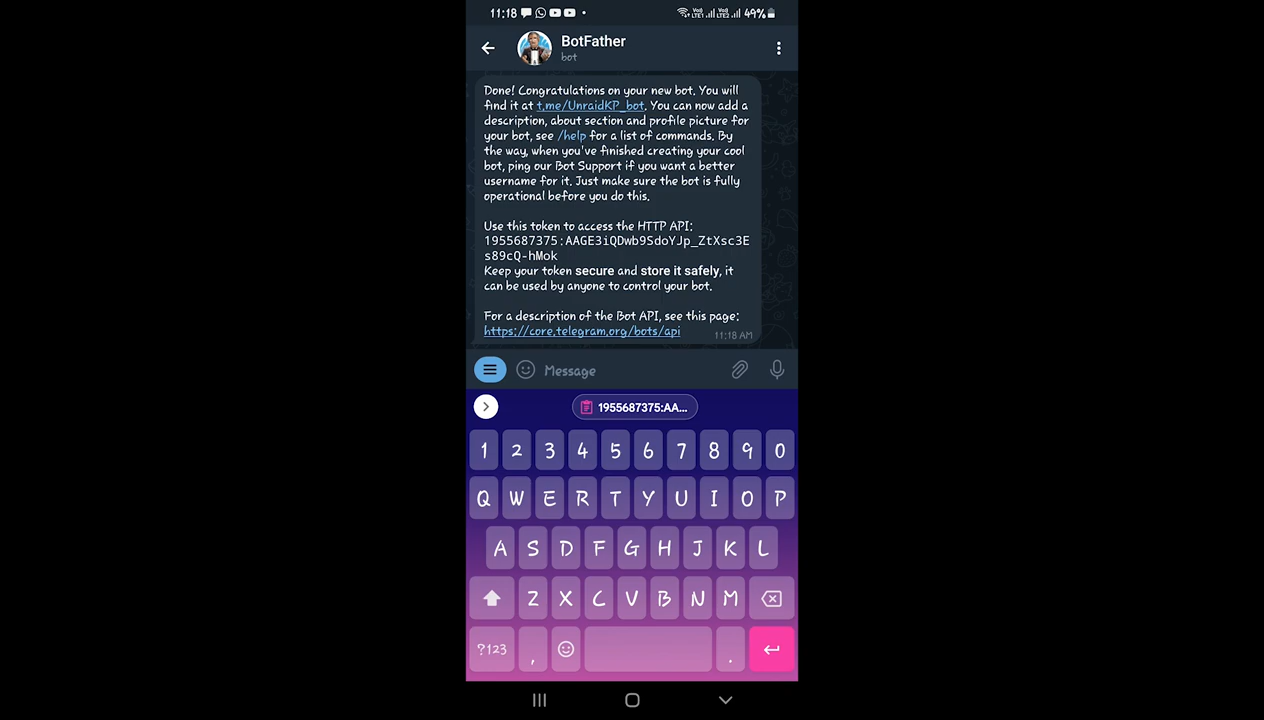 11:18
LTE1 LTE2 49%
BotFather
bot
Done! Congratulations on your new bot. You will
find it at t.me/UnraidKP_bot. You can now add a
description, about section and profile picture for
your bot, see /help for a list of commands. By
the way, when you've finished creating your cool
bot, ping our Bot Support if you want a better
username for it. Just make sure the bot is fully
operational before you do this.
Use this token to access the HTTP API:
1955687375:AAGE3iQDwb9SdoYJp_ZtXsc3E
s89cQ-hMok
Keep your token secure and store it safely, it
can be used by anyone to control your bot.
For a description of the Bot API, see this page:
https://core.telegram.org/bots/api
11:18 AM
Message
1955687375:AA...
1 2 3 4 5 6 7 8 9 0
Q W E R T Y U I O P
A S D F G H J K L
Z X C V B N M
?123 , .